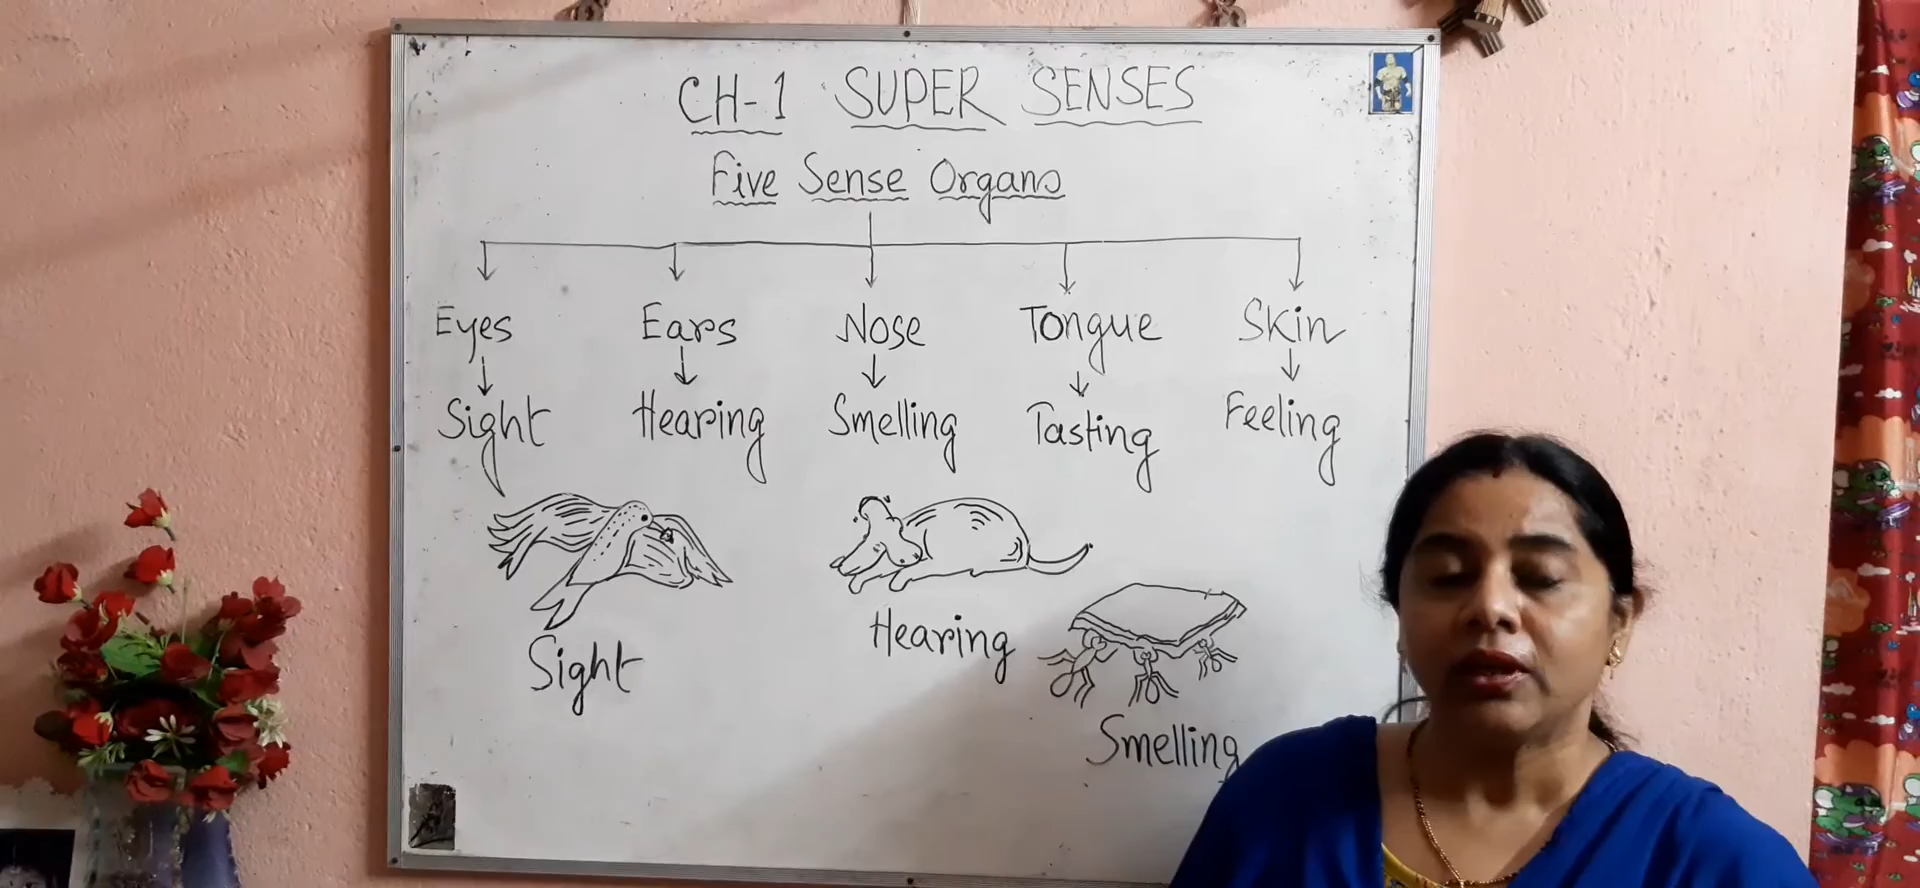 CH-1 SUPER SENSES
Five Sense Organs
Eyes Ears Nose Tongue Skin
Sight Hearing Smelling Tasting Feeling
Sight
Hearing
Smelling